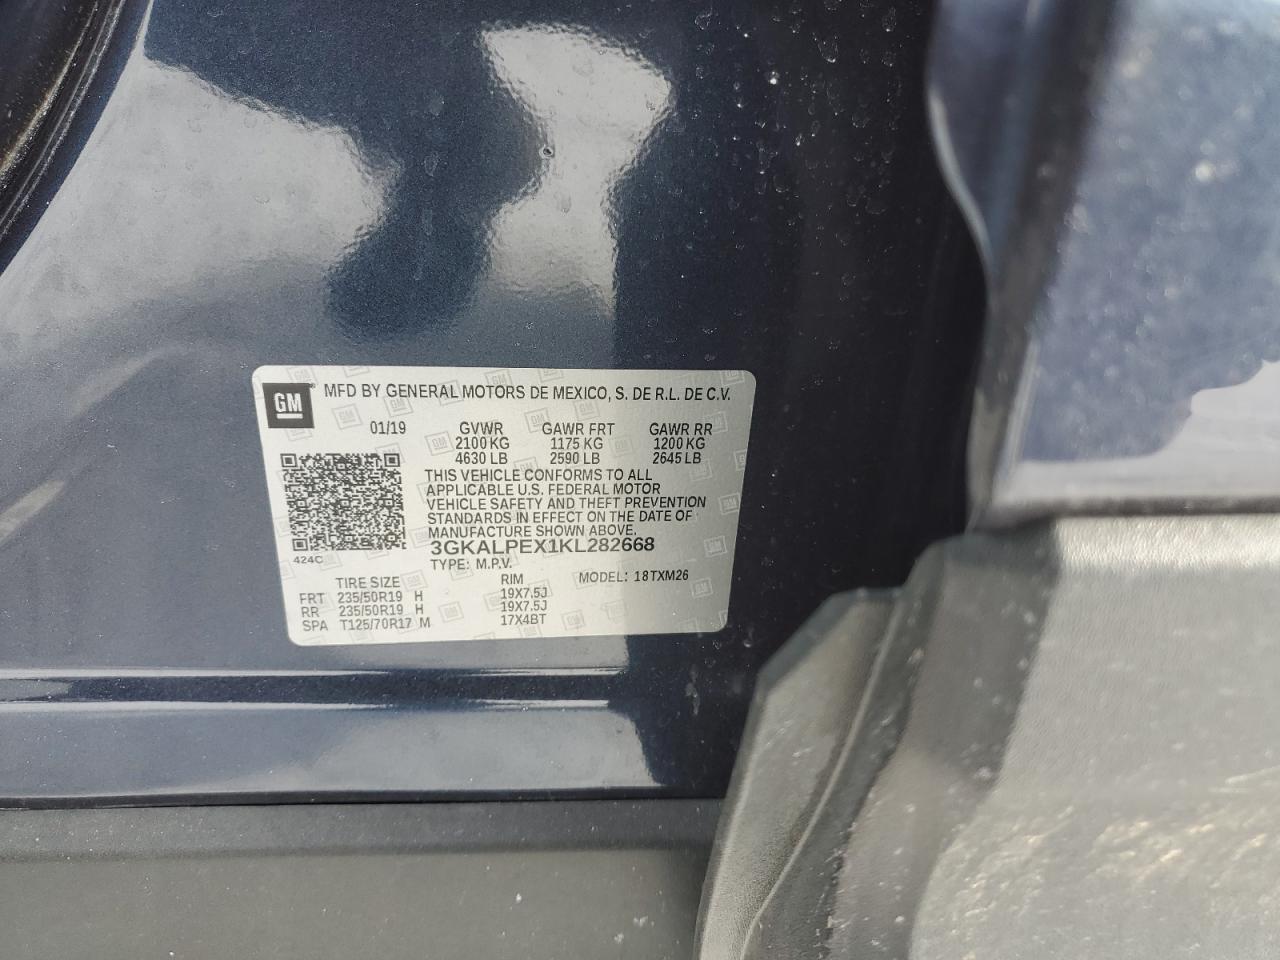 GM MFD BY GENERAL MOTORS DE MEXICO, S. DE R.L. DE C.V.
01/19 GVWR GAWR FRT GAWR RR
2100 KG 1175 KG 1200 KG
4630 LB 2590 LB 2645 LB
THIS VEHICLE CONFORMS TO ALL
APPLICABLE U.S. FEDERAL MOTOR
VEHICLE SAFETY AND THEFT PREVENTION
STANDARDS IN EFFECT ON THE DATE OF
MANUFACTURE SHOWN ABOVE.
3GKALPEX1KL282668
424C
TYPE: M.P.V.
TIRE SIZE RIM MODEL: 18TXM26
FRT 235/50R19 H 19X7.5J
RR 235/50R19 H 19X7.5J
SPA T125/70R17 M 17X4BT